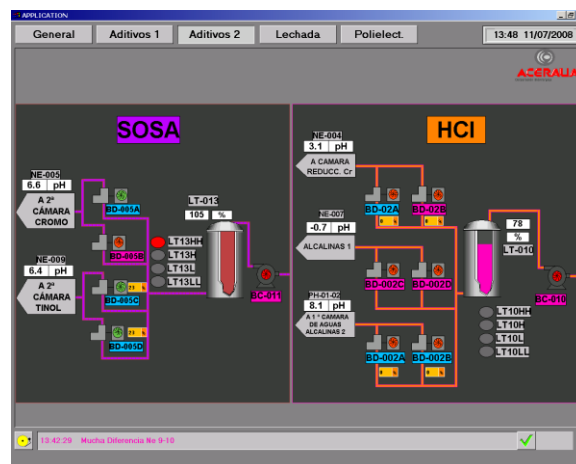 APPLICATION
General Aditivos 1 Aditivos 2 Lechada Polielect. 13:48 11/07/2008
ACERALIA
SOSA
NE-005
6.6 pH
A 2ª
CÁMARA
CROMO
BD-005A
BD-005B
NE-009
6.4 pH
A 2ª
CÁMARA
TINOL
BD-005C
BD-005D
LT-013
105 %
LT13HH
LT13H
LT13L
LT13LL
BC-011
HCl
NE-004
3.1 pH
A CAMARA
REDUCC. Cr
BD-02A BD-02B
NE-007
-0.7 pH
ALCALINAS 1
BD-002C BD-002D
PH-01-02
8.1 pH
A 1ª CAMARA
DE AGUAS
ALCALINAS 2
BD-002A BD-002B
78
%
LT-010
BC-010
LT10HH
LT10H
LT10L
LT10LL
13:42:29 Mucha Diferencia Ne 9-10